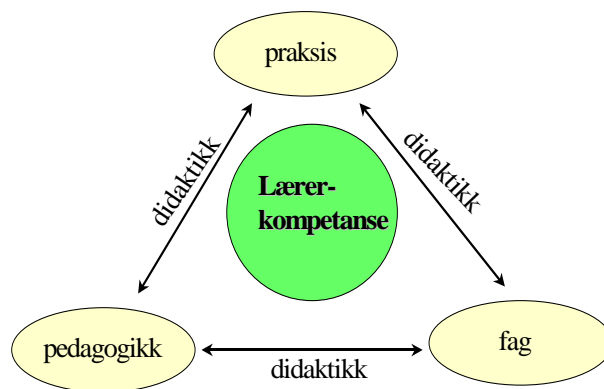 praksis
didaktikk
didaktikk
Lærer-
kompetanse
pedagogikk
fag
didaktikk